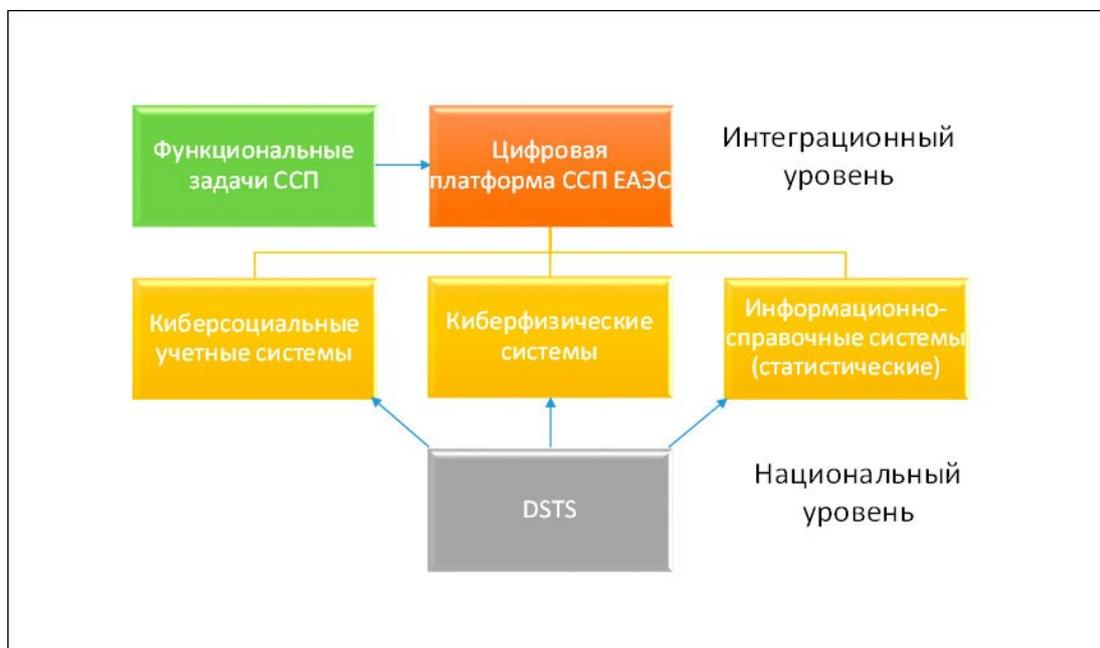 Функциональные
задачи ССП
Цифровая
платформа ССП ЕАЭС
Интеграционный
уровень
Киберсоциальные
учетные системы
Киберфизические
системы
Информационно-
справочные системы
(статистические)
DSTS
Национальный
уровень